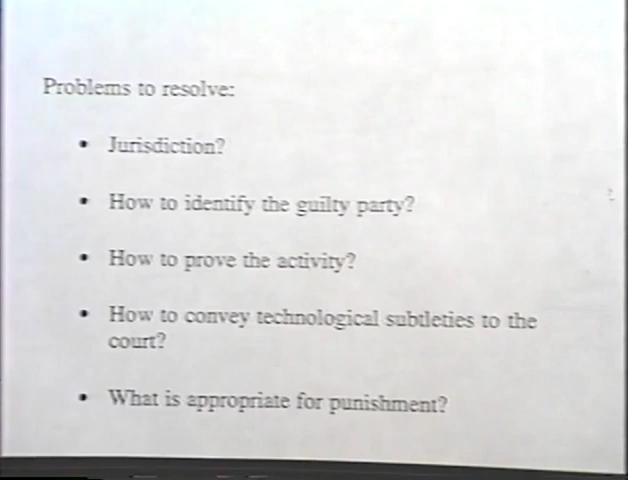 Problems to resolve:
• Jurisdiction?
• How to identify the guilty party?
• How to prove the activity?
• How to convey technological subtleties to the
court?
• What is appropriate for punishment?